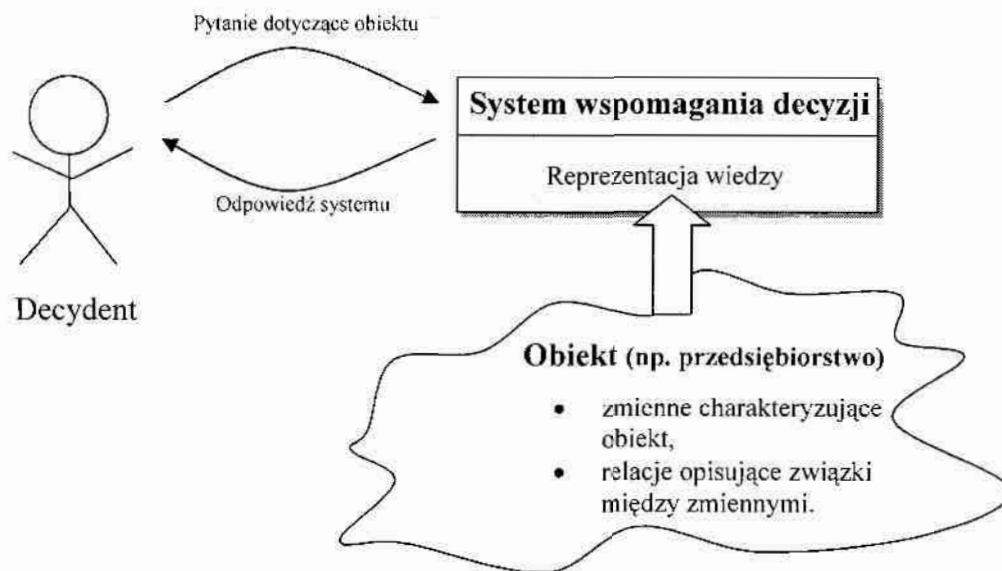 Pytanie dotyczące obiektu
System wspomagania decyzji
Reprezentacja wiedzy
Odpowiedź systemu
Decydent
Obiekt (np. przedsiębiorstwo)
• zmienne charakteryzujące
obiekt,
• relacje opisujące związki
między zmiennymi.